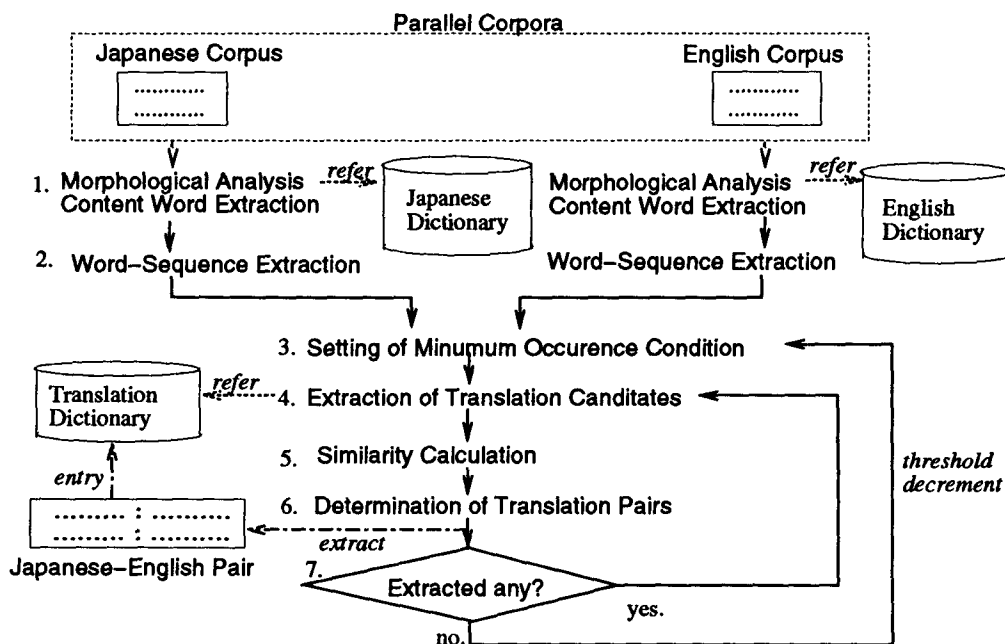 Parallel Corpora
Japanese Corpus
English Corpus
............
............
............
............
1. Morphological Analysis
Content Word Extraction
refer
Japanese
Dictionary
Morphological Analysis
Content Word Extraction
refer
English
Dictionary
2. Word-Sequence Extraction
Word-Sequence Extraction
3. Setting of Minumum Occurence Condition
Translation
Dictionary
refer
4. Extraction of Translation Canditates
5. Similarity Calculation
threshold
decrement
entry
6. Determination of Translation Pairs
............ : ............
............ : ............
extract
Japanese-English Pair
7.
Extracted any?
yes.
no.